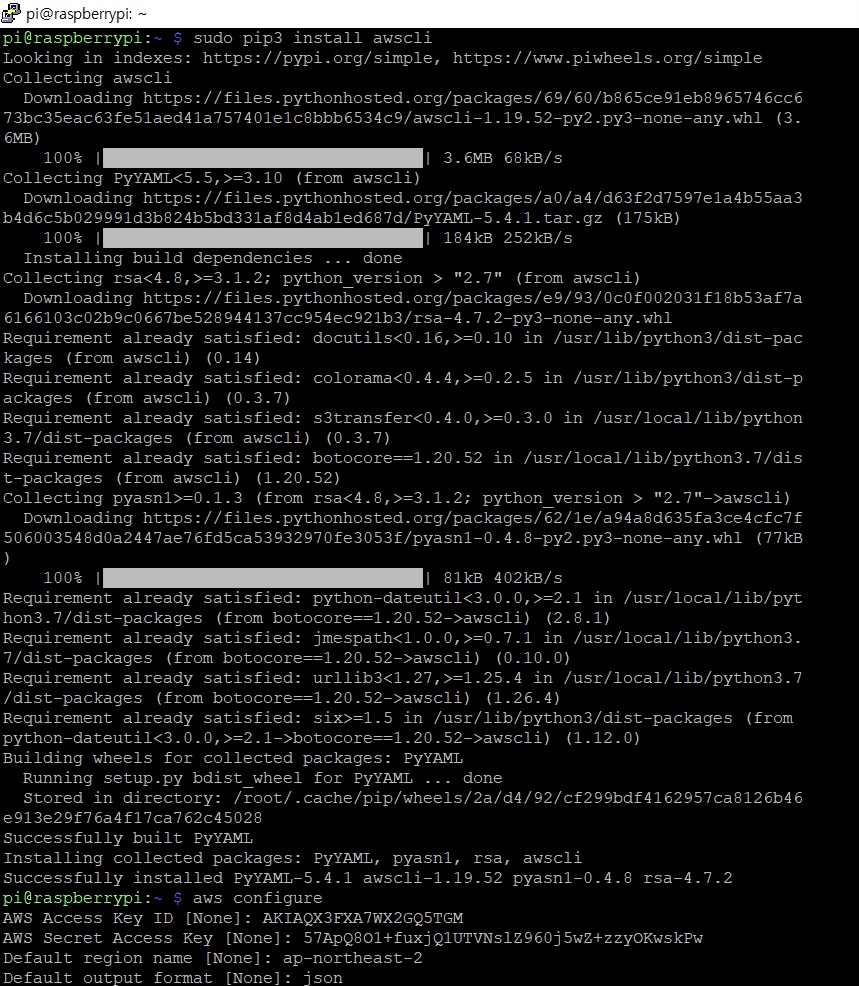 pi@raspberrypi: ~
pi@raspberrypi:~ $ sudo pip3 install awscli
Looking in indexes: https://pypi.org/simple, https://www.piwheels.org/simple
Collecting awscli
  Downloading https://files.pythonhosted.org/packages/69/60/b865ce91eb8965746cc6
73bc35eac63fe51aed41a757401e1c8bbb6534c9/awscli-1.19.52-py2.py3-none-any.whl (3.
6MB)
    100% |████████████████████████████████| 3.6MB 68kB/s
Collecting PyYAML<5.5,>=3.10 (from awscli)
  Downloading https://files.pythonhosted.org/packages/a0/a4/d63f2d7597e1a4b55aa3
b4d6c5b029991d3b824b5bd331af8d4ab1ed687d/PyYAML-5.4.1.tar.gz (175kB)
    100% |████████████████████████████████| 184kB 252kB/s
  Installing build dependencies ... done
Collecting rsa<4.8,>=3.1.2; python_version > "2.7" (from awscli)
  Downloading https://files.pythonhosted.org/packages/e9/93/0c0f002031f18b53af7a
6166103c02b9c0667be528944137cc954ec921b3/rsa-4.7.2-py3-none-any.whl
Requirement already satisfied: docutils<0.16,>=0.10 in /usr/lib/python3/dist-pac
kages (from awscli) (0.14)
Requirement already satisfied: colorama<0.4.4,>=0.2.5 in /usr/lib/python3/dist-p
ackages (from awscli) (0.3.7)
Requirement already satisfied: s3transfer<0.4.0,>=0.3.0 in /usr/local/lib/python
3.7/dist-packages (from awscli) (0.3.7)
Requirement already satisfied: botocore==1.20.52 in /usr/local/lib/python3.7/dis
t-packages (from awscli) (1.20.52)
Collecting pyasn1>=0.1.3 (from rsa<4.8,>=3.1.2; python_version > "2.7"->awscli)
  Downloading https://files.pythonhosted.org/packages/62/1e/a94a8d635fa3ce4cfc7f
506003548d0a2447ae76fd5ca53932970fe3053f/pyasn1-0.4.8-py2.py3-none-any.whl (77kB
)
    100% |████████████████████████████████| 81kB 402kB/s
Requirement already satisfied: python-dateutil<3.0.0,>=2.1 in /usr/local/lib/pyt
hon3.7/dist-packages (from botocore==1.20.52->awscli) (2.8.1)
Requirement already satisfied: jmespath<1.0.0,>=0.7.1 in /usr/local/lib/python3.
7/dist-packages (from botocore==1.20.52->awscli) (0.10.0)
Requirement already satisfied: urllib3<1.27,>=1.25.4 in /usr/local/lib/python3.7
/dist-packages (from botocore==1.20.52->awscli) (1.26.4)
Requirement already satisfied: six>=1.5 in /usr/lib/python3/dist-packages (from
python-dateutil<3.0.0,>=2.1->botocore==1.20.52->awscli) (1.12.0)
Building wheels for collected packages: PyYAML
  Running setup.py bdist_wheel for PyYAML ... done
  Stored in directory: /root/.cache/pip/wheels/2a/d4/92/cf299bdf4162957ca8126b46
e913e29f76a4f17ca762c45028
Successfully built PyYAML
Installing collected packages: PyYAML, pyasn1, rsa, awscli
Successfully installed PyYAML-5.4.1 awscli-1.19.52 pyasn1-0.4.8 rsa-4.7.2
pi@raspberrypi:~ $ aws configure
AWS Access Key ID [None]: AKIAQX3FXA7WX2GQ5TGM
AWS Secret Access Key [None]: 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
Default region name [None]: ap-northeast-2
Default output format [None]: json